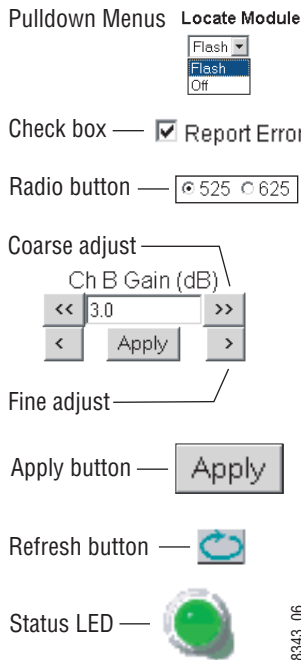 Pulldown Menus Locate Module
Flash
Flash
Off
Check box Report Error
Radio button 525 625
Coarse adjust
Ch B Gain (dB)
<< 3.0 >>
< Apply >
Fine adjust
Apply button Apply
Refresh button
Status LED
8343_06